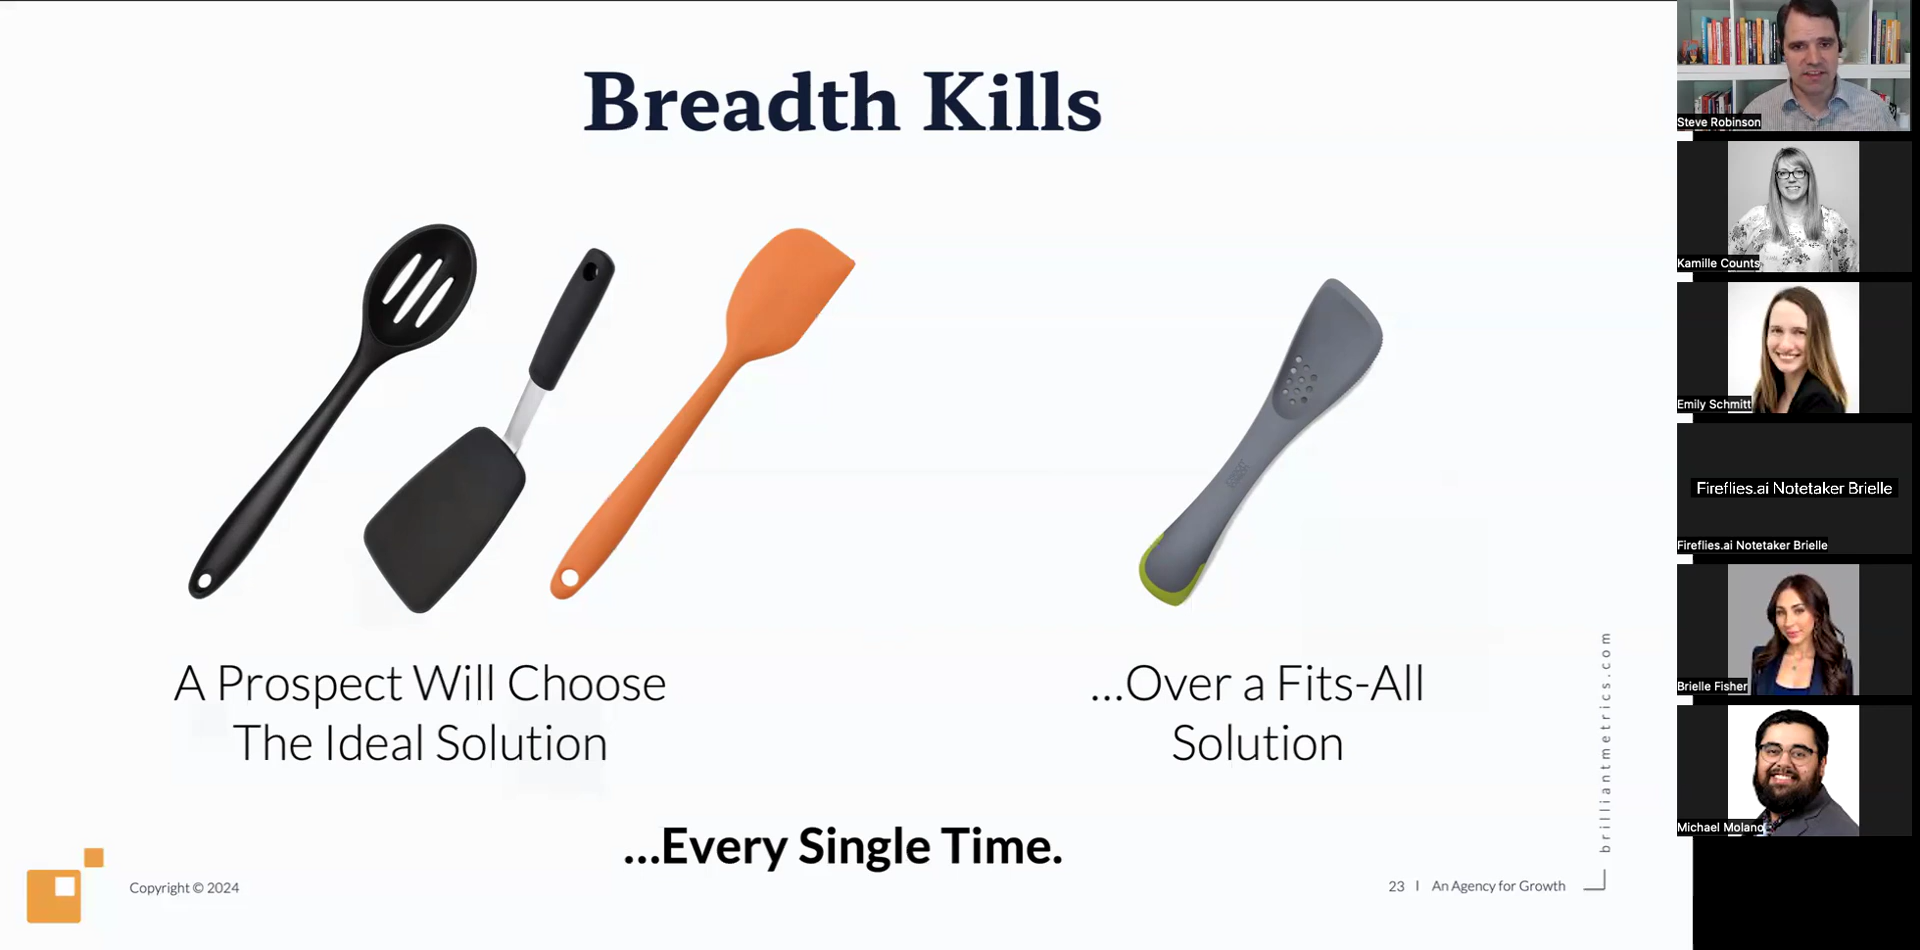 Breadth Kills
A Prospect Will Choose
The Ideal Solution
...Over a Fits-All
Solution
...Every Single Time.
Copyright © 2024
23 | An Agency for Growth
brilliantmetrics.com
Steve Robinson
Kamille Counts
Emily Schmitt
Fireflies.ai Notetaker Brielle
Fireflies.ai Notetaker Brielle
Brielle Fisher
Michael Molano